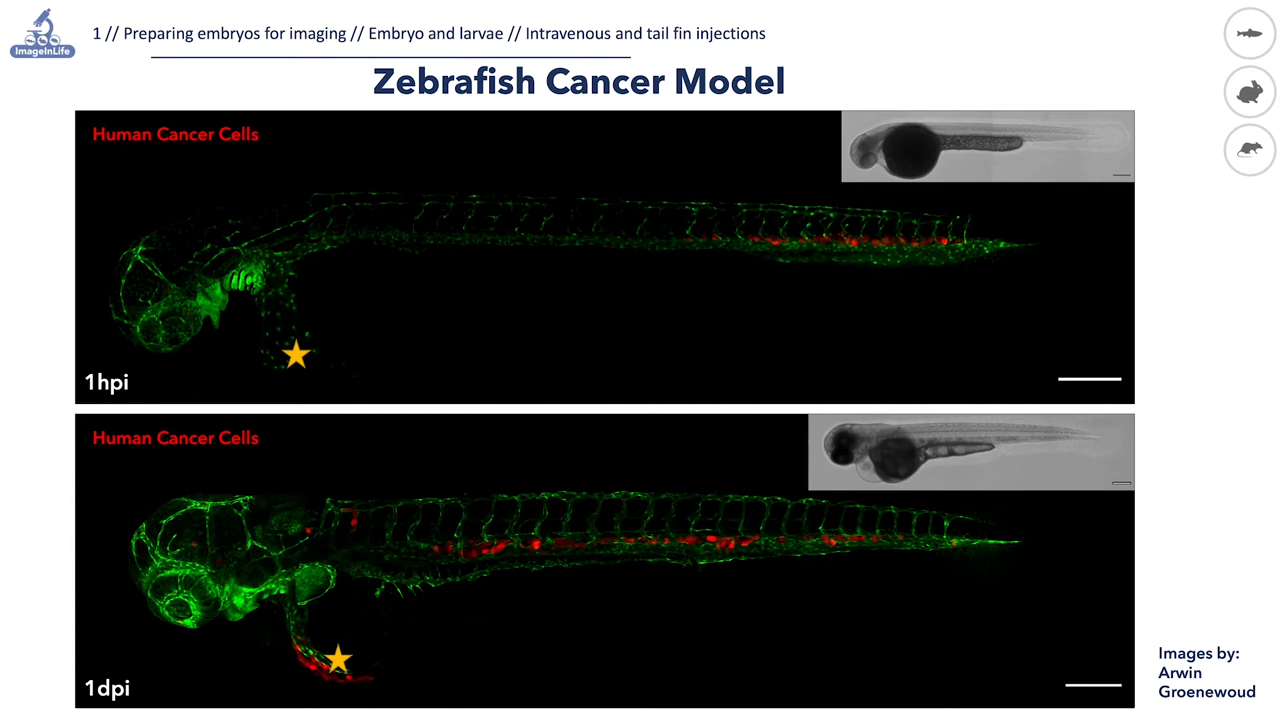 ImageInLife
1 // Preparing embryos for imaging // Embryo and larvae // Intravenous and tail fin injections
Zebrafish Cancer Model
Human Cancer Cells
1hpi
Human Cancer Cells
1dpi
Images by:
Arwin
Groenewoud